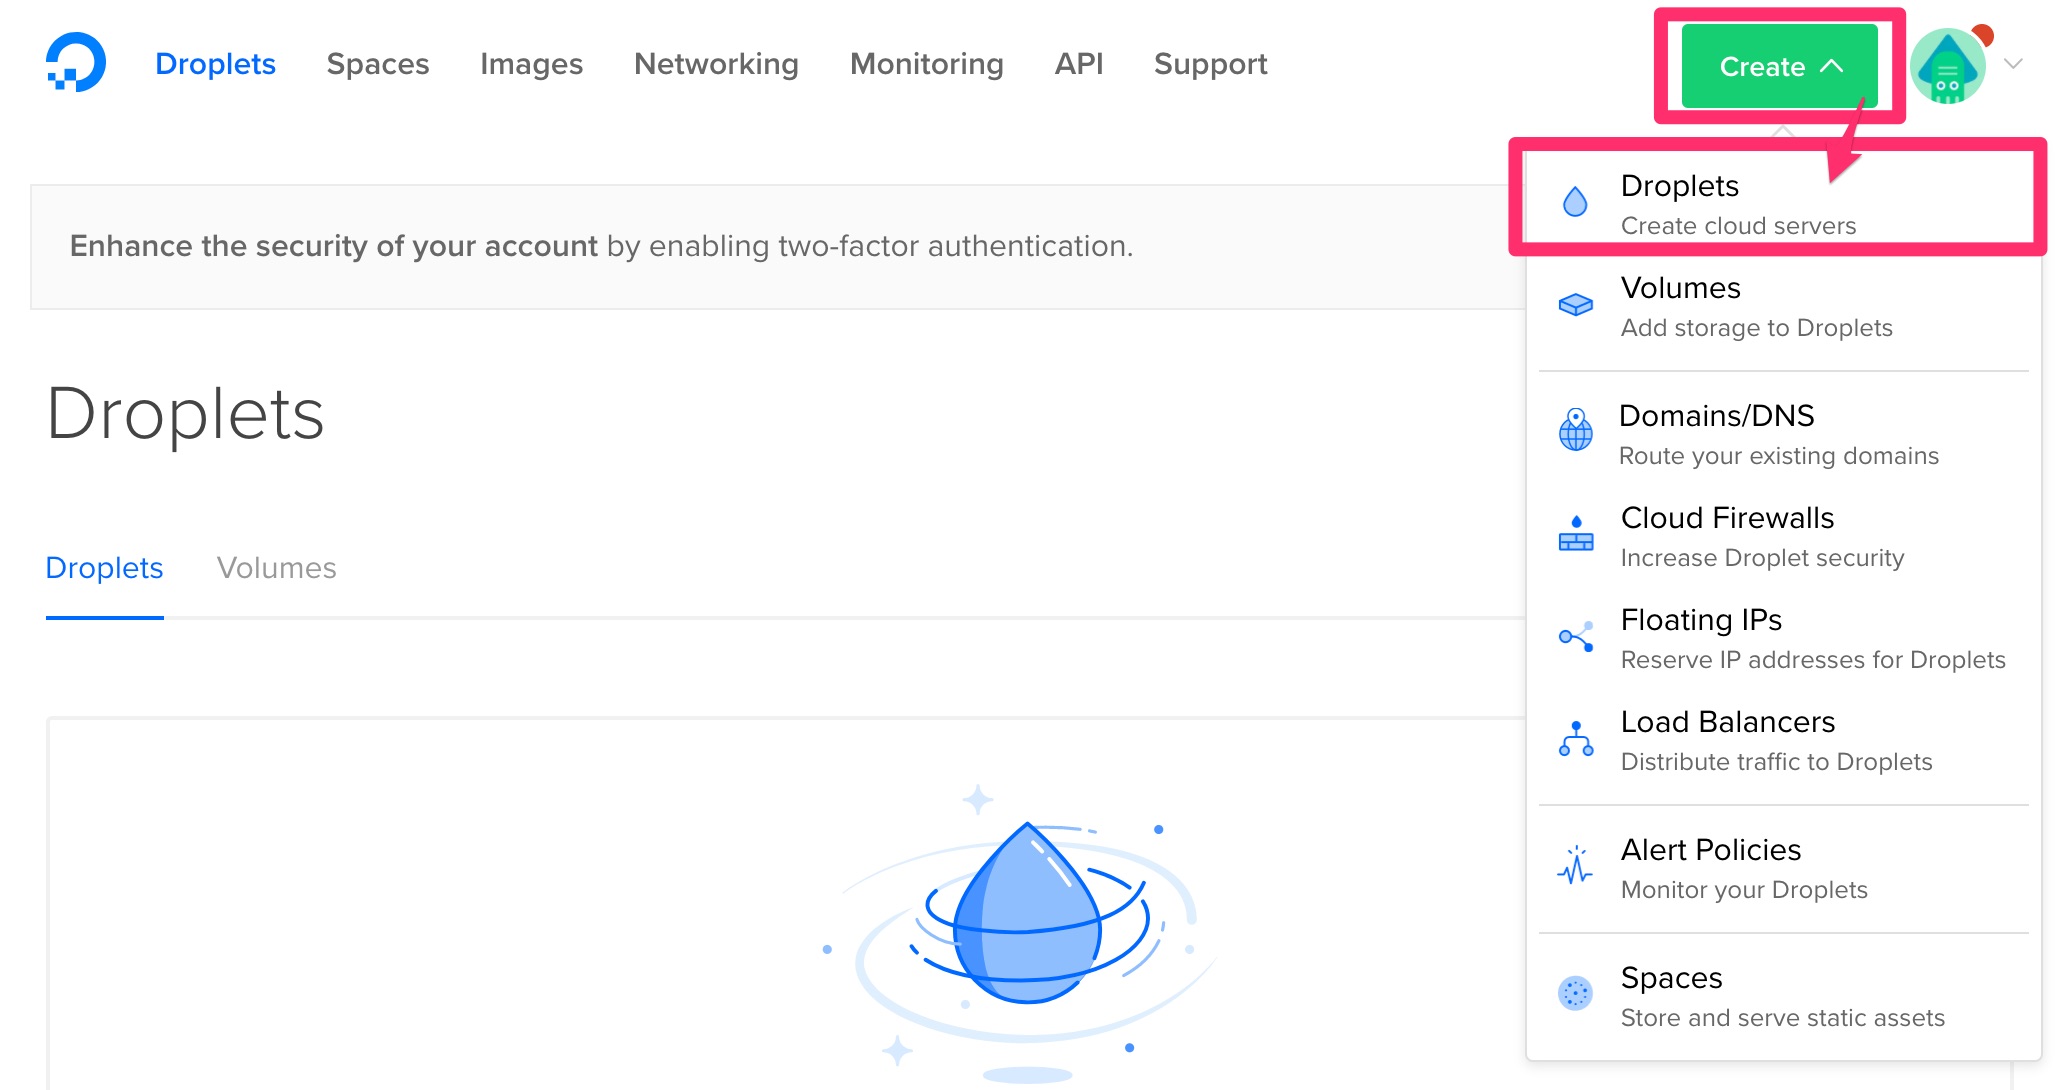 Droplets Spaces Images Networking Monitoring API Support Create
Enhance the security of your account by enabling two-factor authentication.
Droplets
Droplets Volumes
Droplets
Create cloud servers
Volumes
Add storage to Droplets
Domains/DNS
Route your existing domains
Cloud Firewalls
Increase Droplet security
Floating IPs
Reserve IP addresses for Droplets
Load Balancers
Distribute traffic to Droplets
Alert Policies
Monitor your Droplets
Spaces
Store and serve static assets